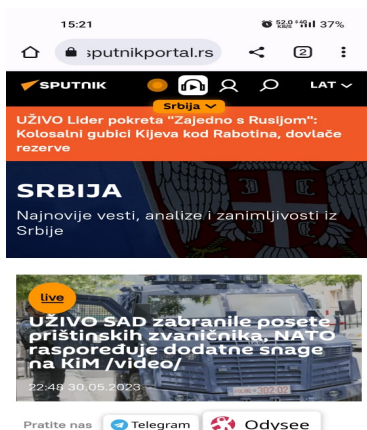 15:21
52.0 KB/S 37%
sputnikportal.rs
2
SPUTNIK
LAT
Srbija
UŽIVO Lider pokreta "Zajedno s Rusijom":
Kolosalni gubici Kijeva kod Rabotina, dovlače
rezerve
SRBIJA
Najnovije vesti, analize i zanimljivosti iz
Srbije
live
UŽIVO SAD zabranile posete
prištinskih zvaničnika, NATO
raspoređuje dodatne snage
na KiM /video/
22:48 30.05.2023
Pratite nas Telegram Odysee